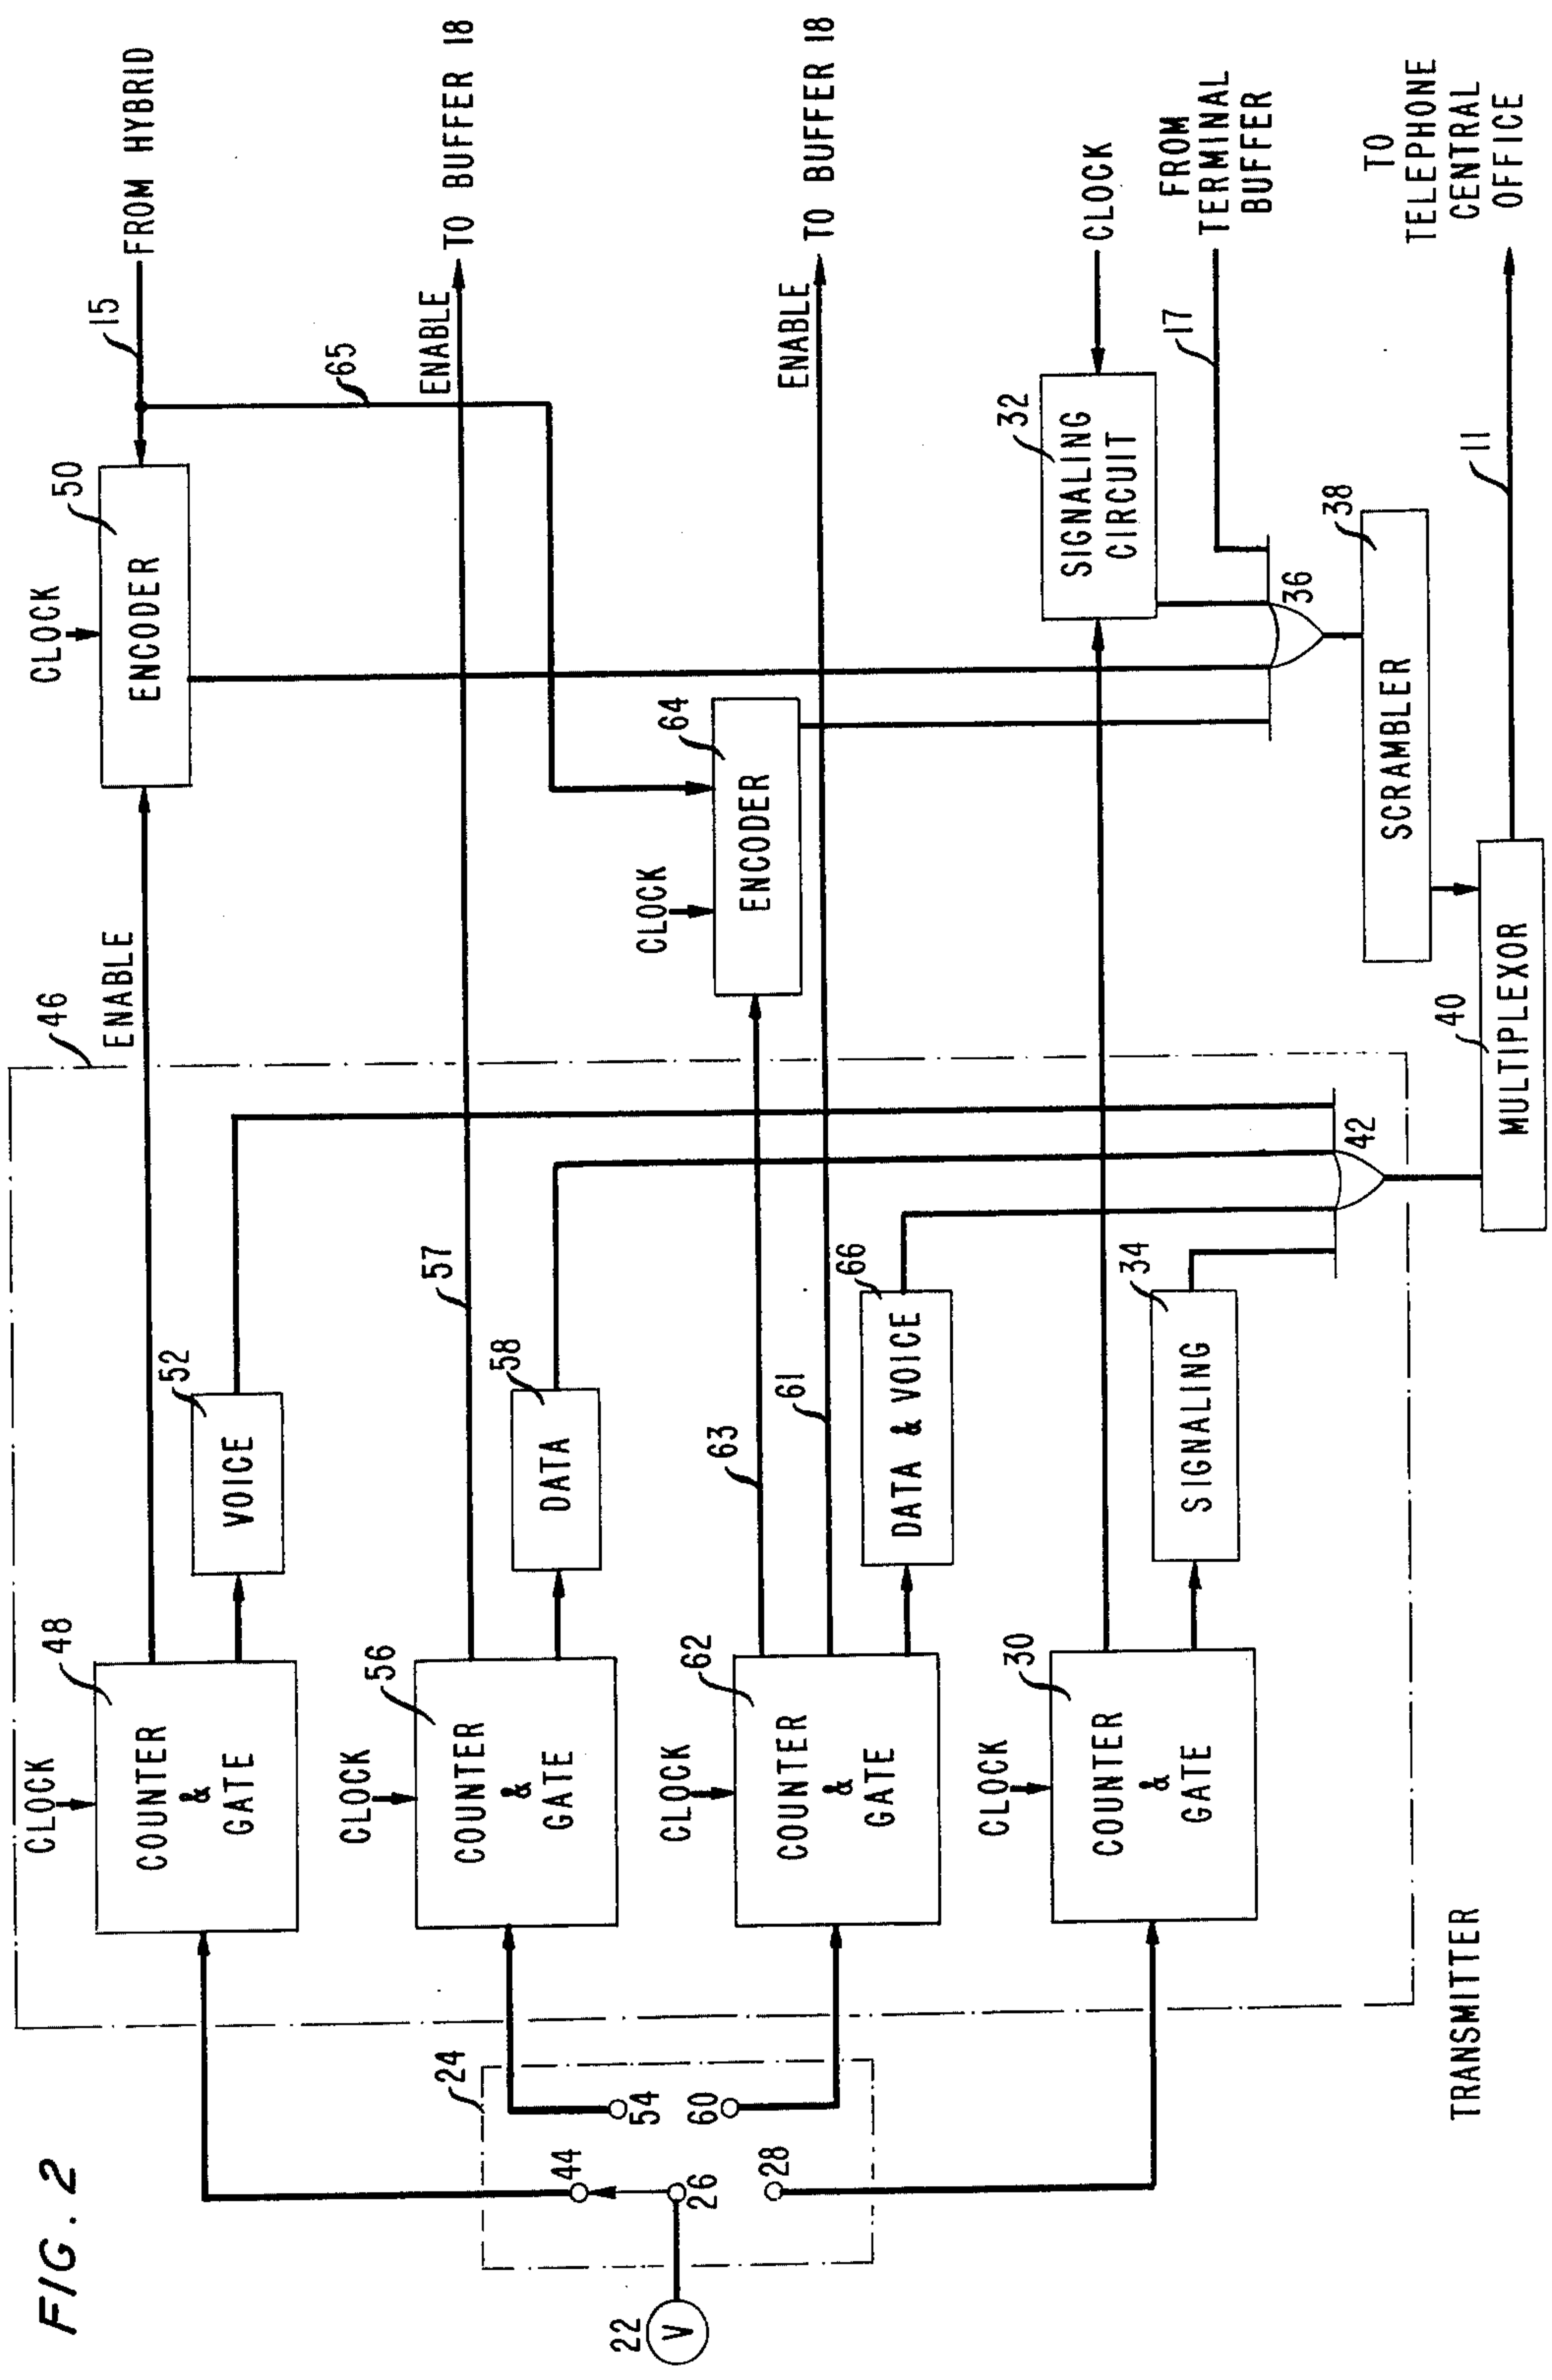 FIG. 2
22
V
24
26
44
54
60
28
46
CLOCK
48
COUNTER
&
GATE
ENABLE
52
VOICE
CLOCK
50
ENCODER
15
FROM HYBRID
65
CLOCK
56
COUNTER
&
GATE
57
58
DATA
ENABLE
TO BUFFER 18
CLOCK
62
COUNTER
&
GATE
63
61
66
DATA & VOICE
CLOCK
64
ENCODER
ENABLE
TO BUFFER 18
CLOCK
30
COUNTER
&
GATE
34
SIGNALING
42
32
SIGNALING
CIRCUIT
CLOCK
17
FROM
TERMINAL
BUFFER
36
38
SCRAMBLER
40
MULTIPLEXOR
11
TO
TELEPHONE
CENTRAL
OFFICE
TRANSMITTER